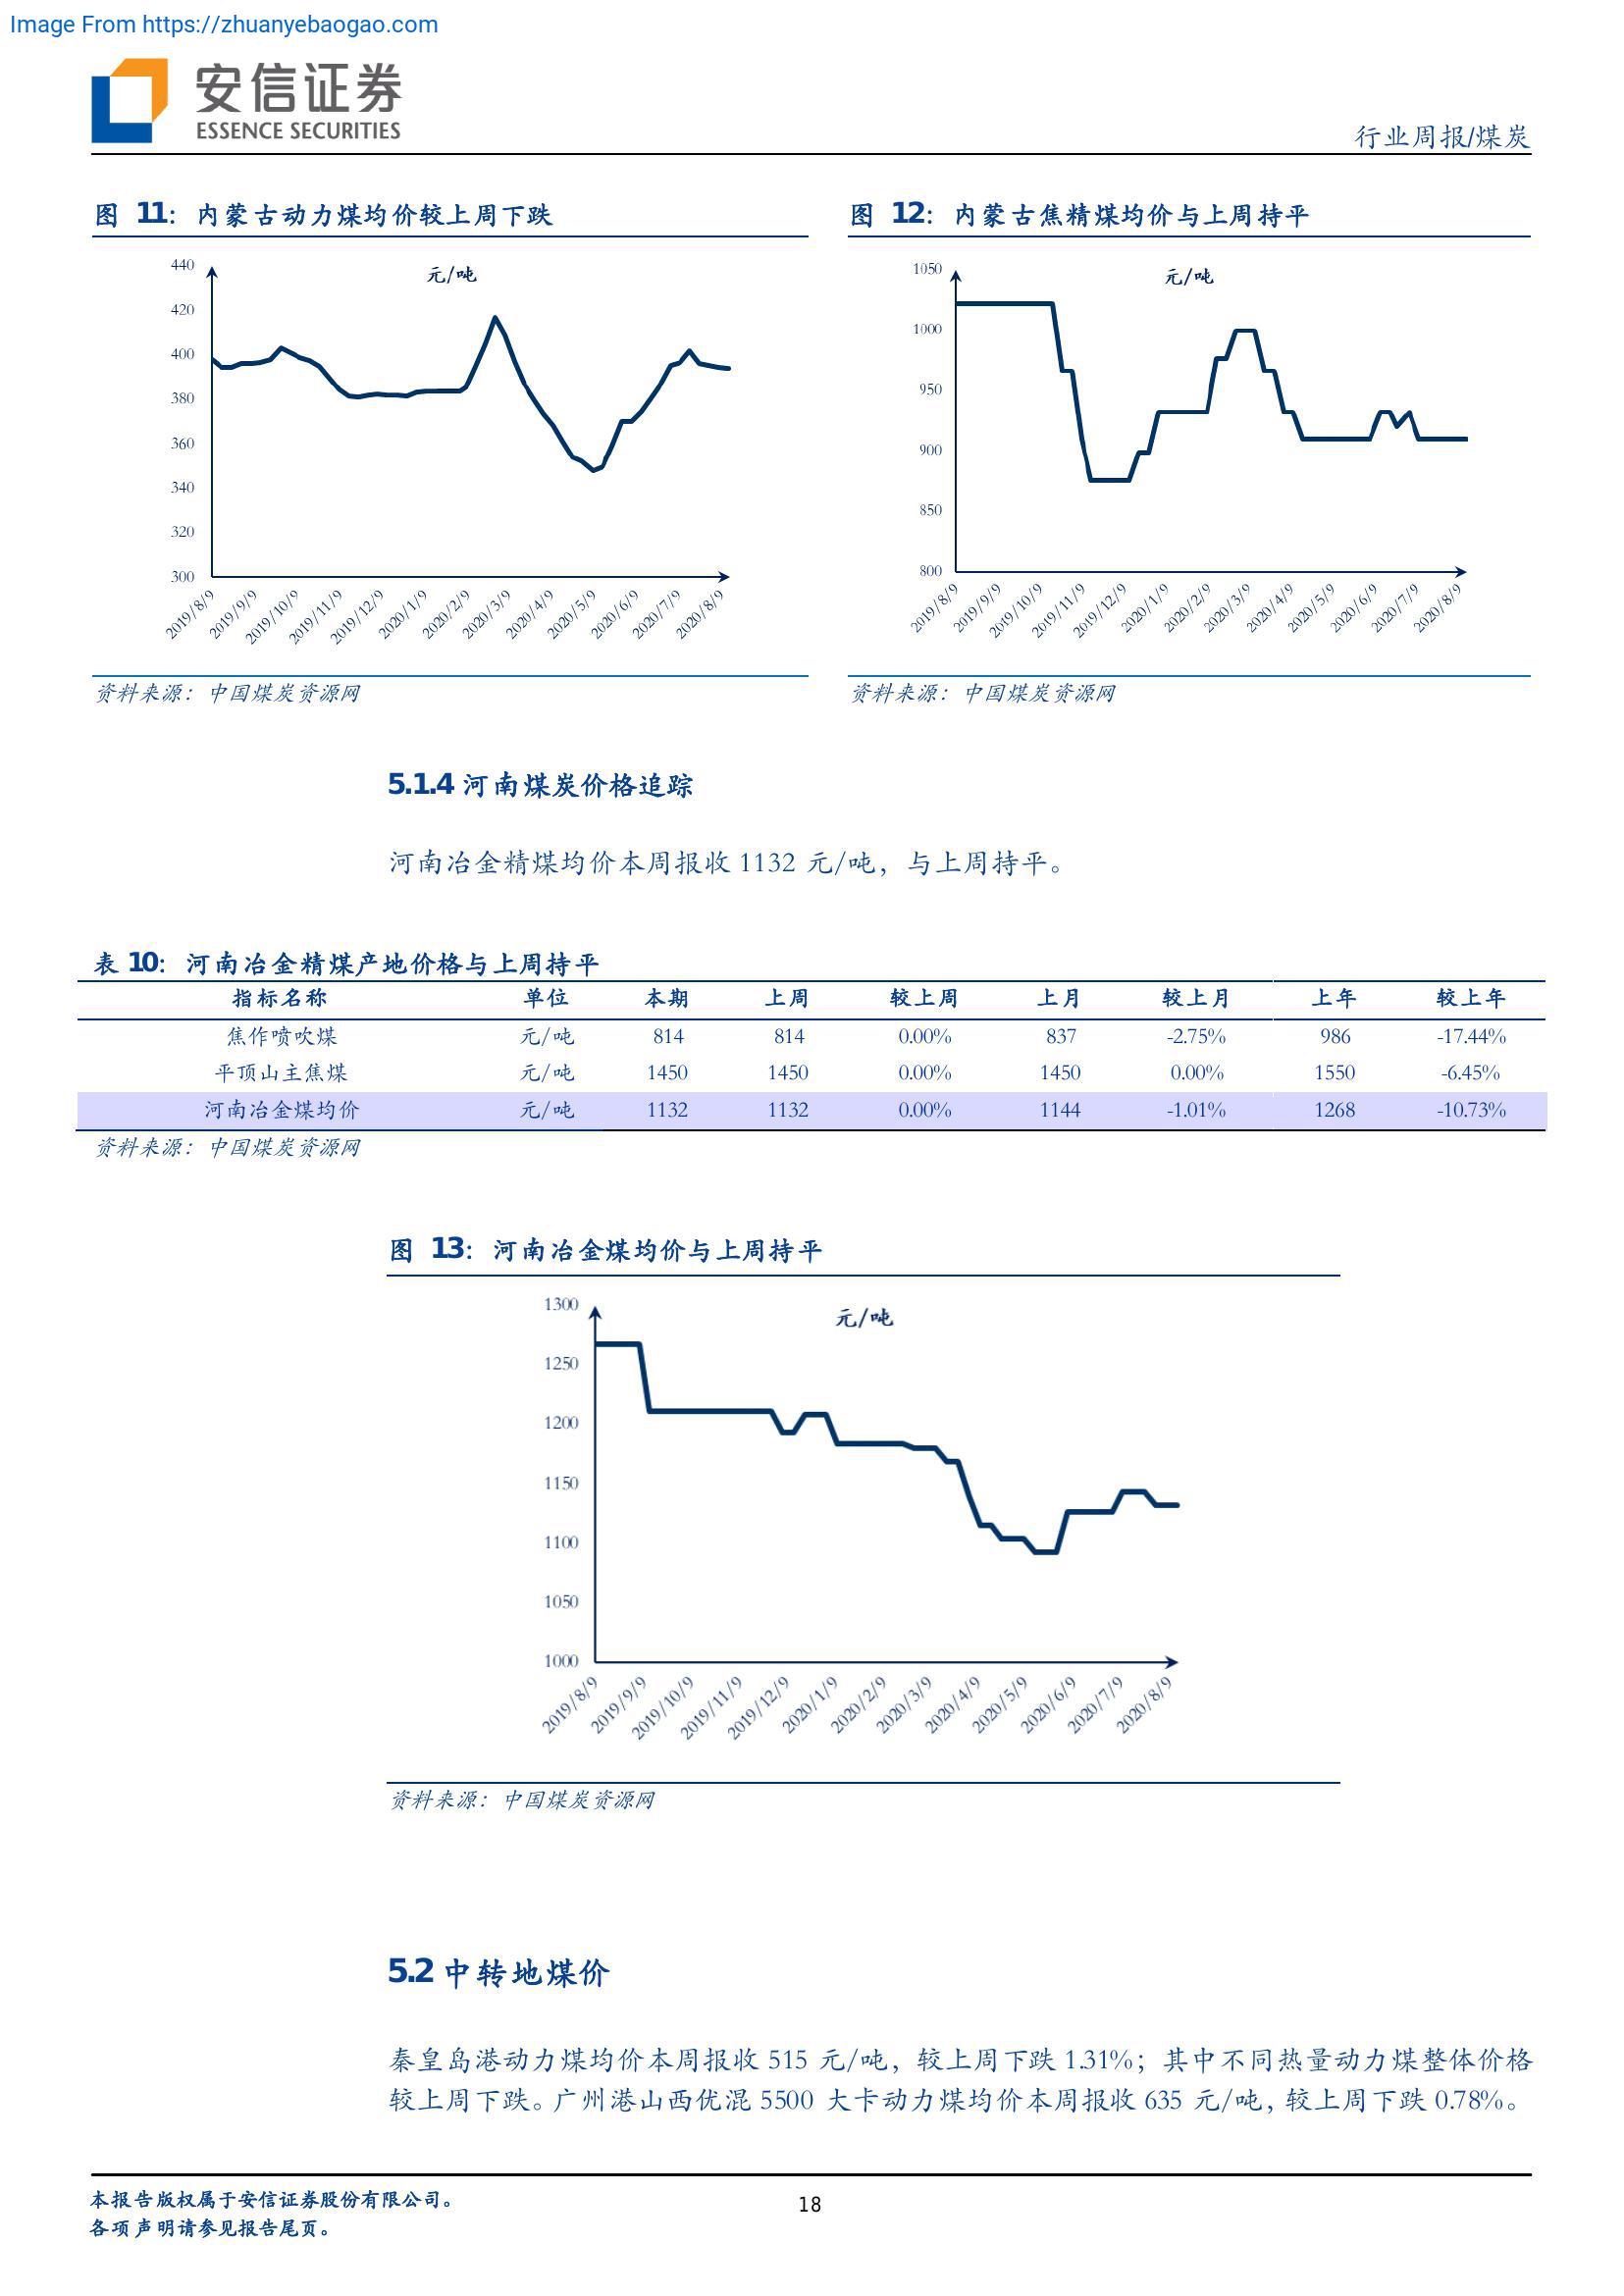 Image From https://zhuanyebaogao.com
安信证券
ESSENCE SECURITIES
行业周报/煤炭
图 11：内蒙古动力煤均价较上周下跌
元/吨
440
420
400
380
360
340
320
300
2019/8/9 2019/9/9 2019/10/9 2019/11/9 2019/12/9 2020/1/9 2020/2/9 2020/3/9 2020/4/9 2020/5/9 2020/6/9 2020/7/9 2020/8/9
资料来源：中国煤炭资源网
图 12：内蒙古焦精煤均价与上周持平
元/吨
1050
1000
950
900
850
800
2019/8/9 2019/9/9 2019/10/9 2019/11/9 2019/12/9 2020/1/9 2020/2/9 2020/3/9 2020/4/9 2020/5/9 2020/6/9 2020/7/9 2020/8/9
资料来源：中国煤炭资源网
5.1.4 河南煤炭价格追踪
河南冶金精煤均价本周报收 1132 元/吨，与上周持平。
表 10：河南冶金精煤产地价格与上周持平
指标名称 单位 本期 上周 较上周 上月 较上月 上年 较上年
焦作喷吹煤 元/吨 814 814 0.00% 837 -2.75% 986 -17.44%
平顶山主焦煤 元/吨 1450 1450 0.00% 1450 0.00% 1550 -6.45%
河南冶金煤均价 元/吨 1132 1132 0.00% 1144 -1.01% 1268 -10.73%
资料来源：中国煤炭资源网
图 13：河南冶金煤均价与上周持平
元/吨
1300
1250
1200
1150
1100
1050
1000
2019/8/9 2019/9/9 2019/10/9 2019/11/9 2019/12/9 2020/1/9 2020/2/9 2020/3/9 2020/4/9 2020/5/9 2020/6/9 2020/7/9 2020/8/9
资料来源：中国煤炭资源网
5.2 中转地煤价
秦皇岛港动力煤均价本周报收 515 元/吨，较上周下跌 1.31%；其中不同热量动力煤整体价格
较上周下跌。广州港山西优混 5500 大卡动力煤均价本周报收 635 元/吨，较上周下跌 0.78%。
本报告版权属于安信证券股份有限公司。
各项声明请参见报告尾页。
18